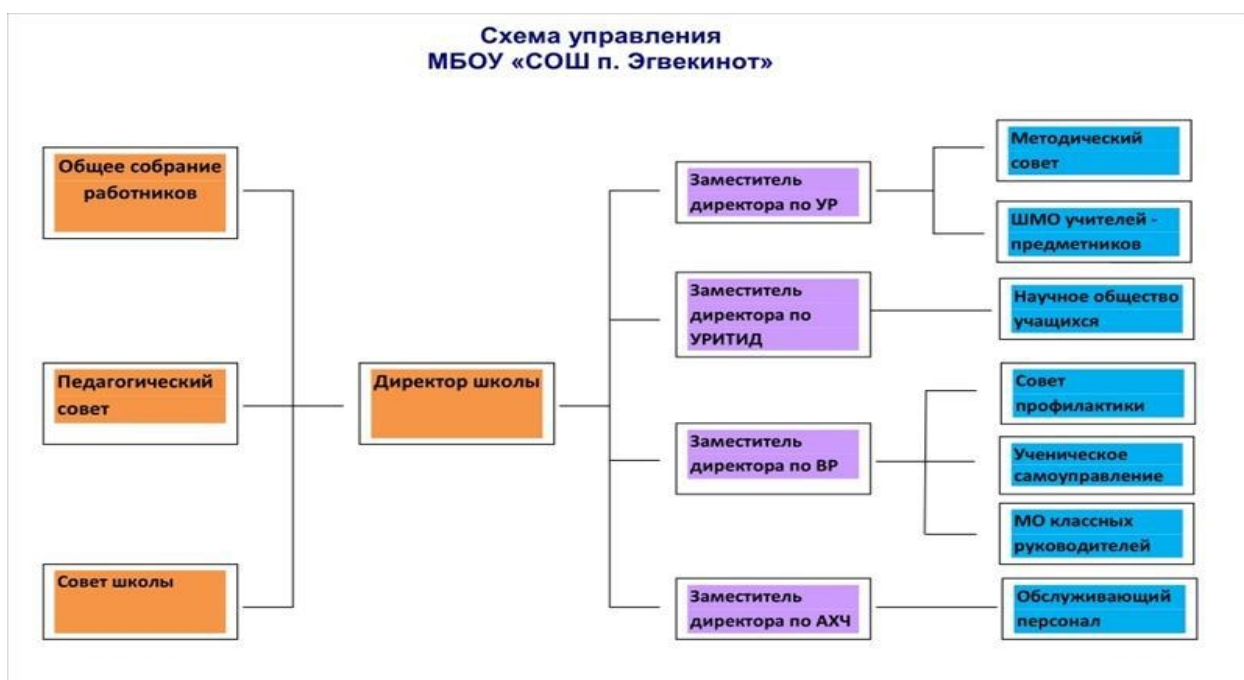 Схема управления
МБОУ «СОШ п. Эгвекинот»
Общее собрание
работников
Педагогический
совет
Совет школы
Директор школы
Заместитель
директора по УР
Заместитель
директора по
УРИТИД
Заместитель
директора по ВР
Заместитель
директора по АХЧ
Методический
совет
ШМО учителей -
предметников
Научное общество
учащихся
Совет
профилактики
Ученическое
самоуправление
МО классных
руководителей
Обслуживающий
персонал